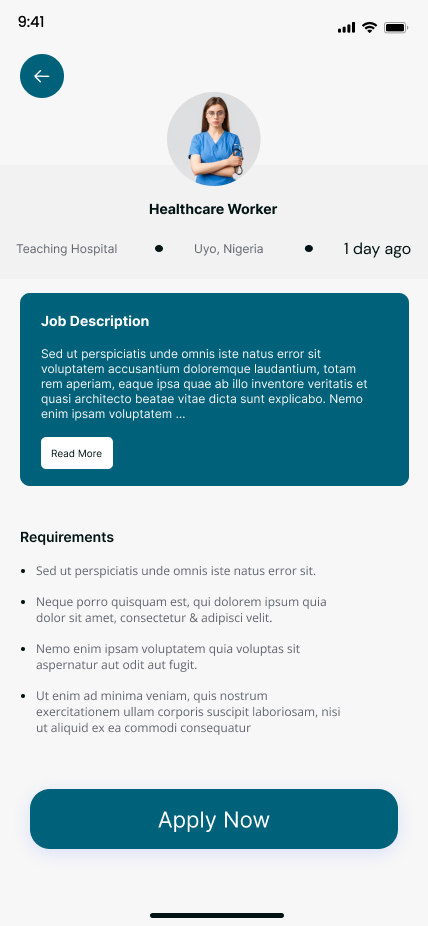 9:41
Healthcare Worker
Teaching Hospital • Uyo, Nigeria • 1 day ago
Job Description
Sed ut perspiciatis unde omnis iste natus error sit
voluptatem accusantium doloremque laudantium, totam
rem aperiam, eaque ipsa quae ab illo inventore veritatis et
quasi architecto beatae vitae dicta sunt explicabo. Nemo
enim ipsam voluptatem ...
Read More
Requirements
• Sed ut perspiciatis unde omnis iste natus error sit.
• Neque porro quisquam est, qui dolorem ipsum quia
dolor sit amet, consectetur & adipisci velit.
• Nemo enim ipsam voluptatem quia voluptas sit
aspernatur aut odit aut fugit.
• Ut enim ad minima veniam, quis nostrum
exercitationem ullam corporis suscipit laboriosam, nisi
ut aliquid ex ea commodi consequatur
Apply Now